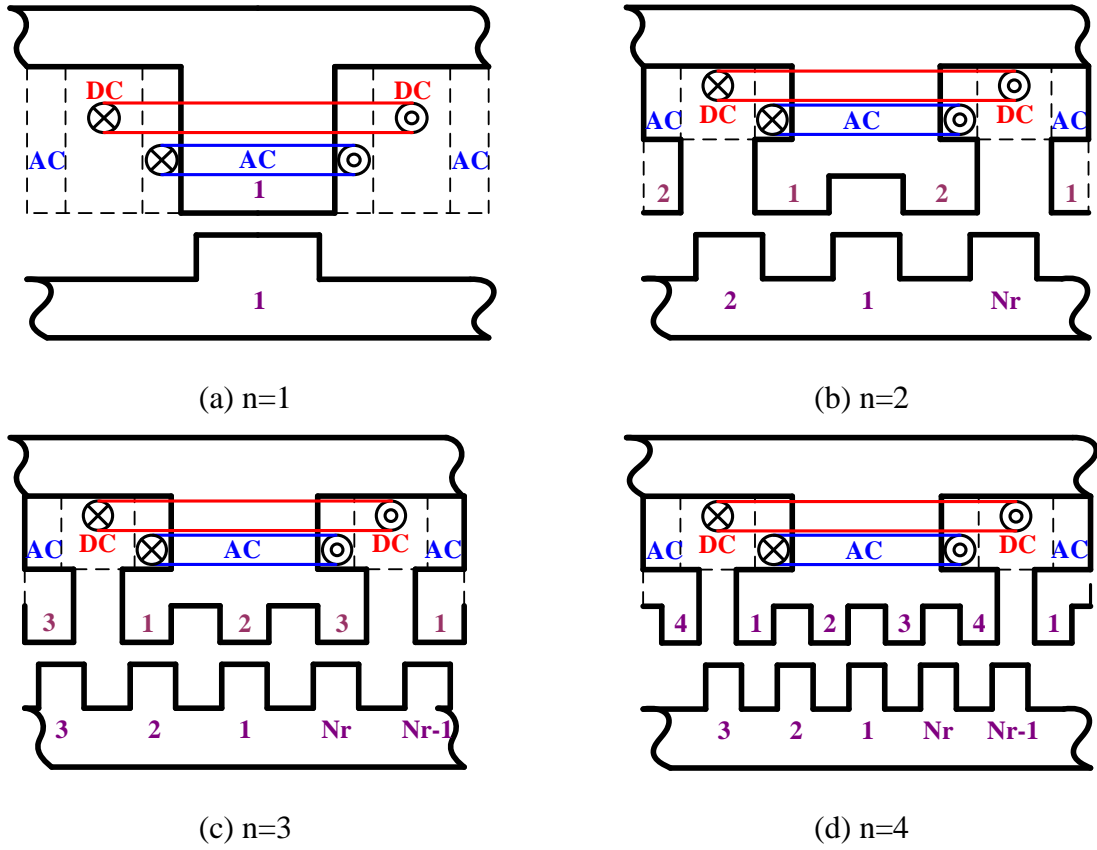 DC DC
AC AC AC
1
1
(a) n=1
AC DC AC DC AC
2 1 2 1
2 1 Nr
(b) n=2
AC DC AC DC AC
3 1 2 3 1
3 2 1 Nr Nr-1
(c) n=3
AC DC AC DC AC
4 1 2 3 4 1
3 2 1 Nr Nr-1
(d) n=4